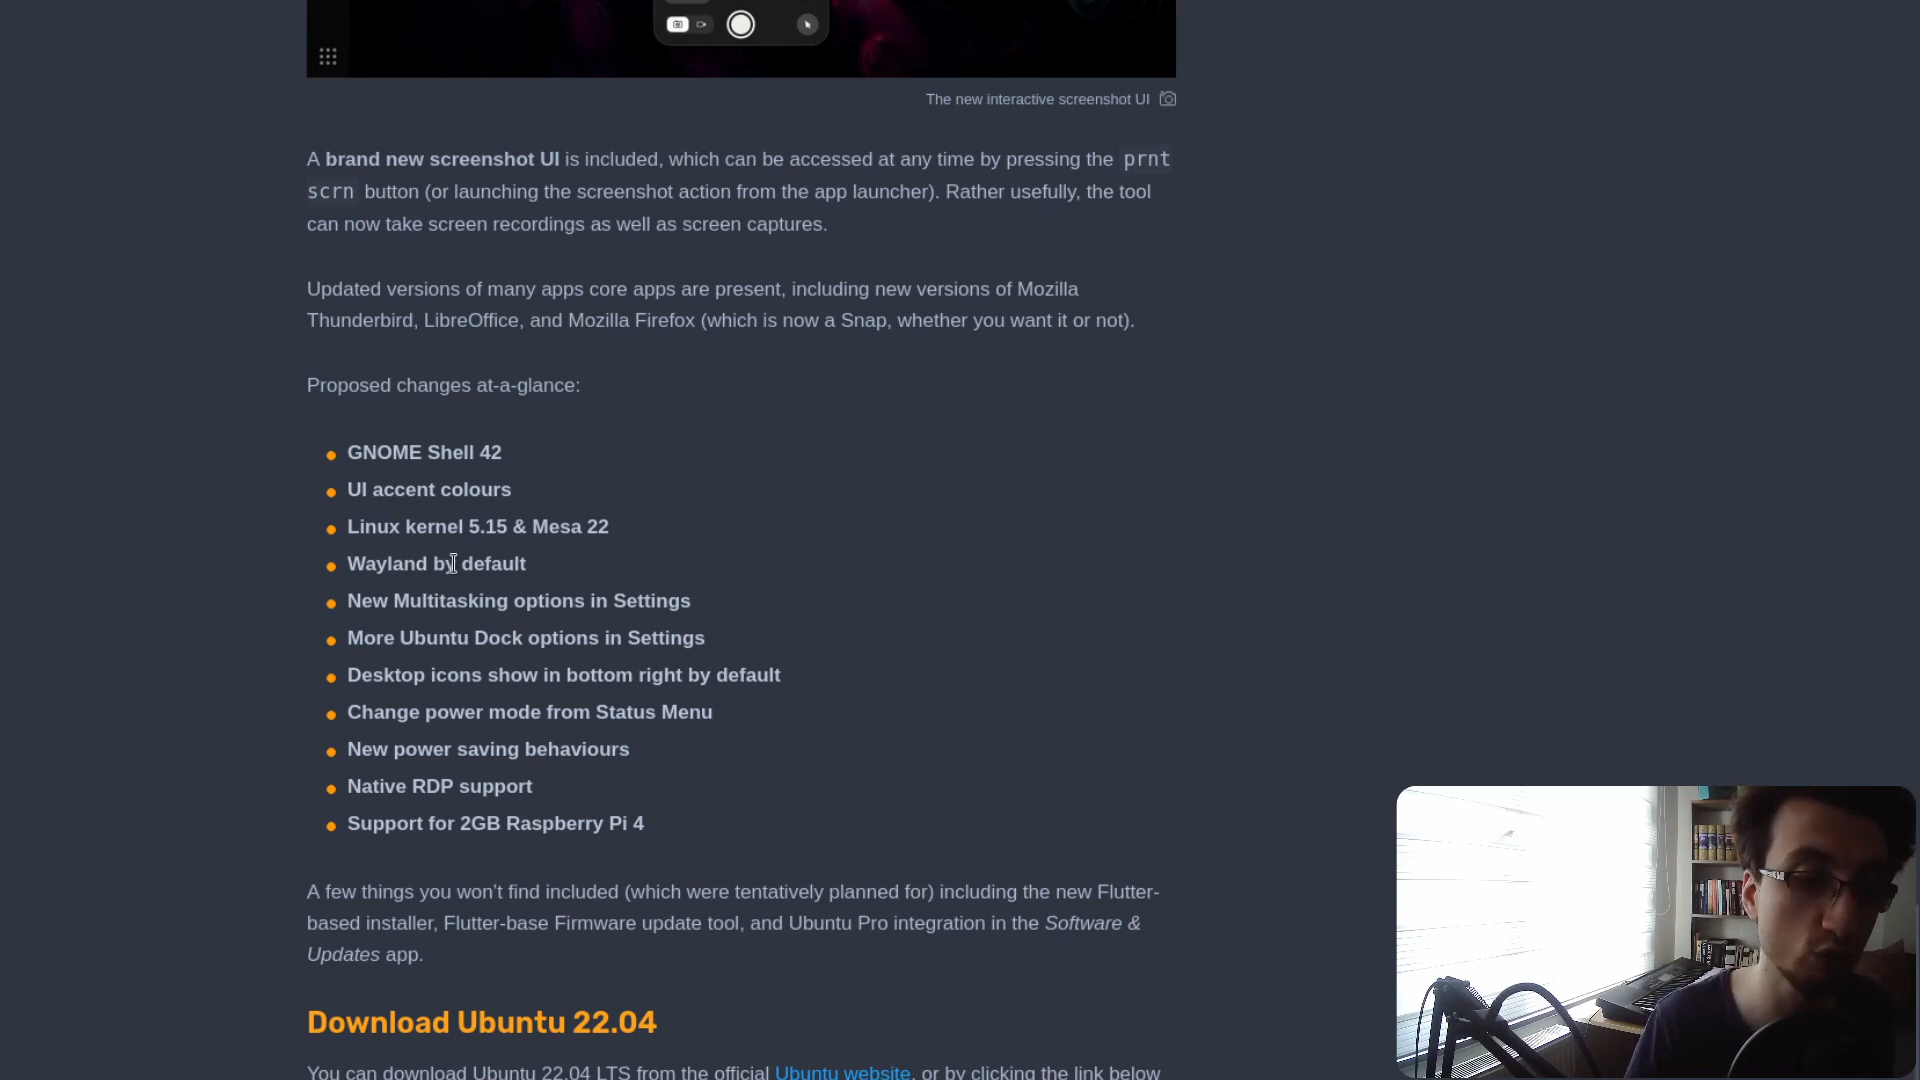 The new interactive screenshot UI
A brand new screenshot UI is included, which can be accessed at any time by pressing the prnt
scrn button (or launching the screenshot action from the app launcher). Rather usefully, the tool
can now take screen recordings as well as screen captures.
Updated versions of many apps core apps are present, including new versions of Mozilla
Thunderbird, LibreOffice, and Mozilla Firefox (which is now a Snap, whether you want it or not).
Proposed changes at-a-glance:
GNOME Shell 42
UI accent colours
Linux kernel 5.15 & Mesa 22
Wayland by default
New Multitasking options in Settings
More Ubuntu Dock options in Settings
Desktop icons show in bottom right by default
Change power mode from Status Menu
New power saving behaviours
Native RDP support
Support for 2GB Raspberry Pi 4
A few things you won't find included (which were tentatively planned for) including the new Flutter-
based installer, Flutter-base Firmware update tool, and Ubuntu Pro integration in the Software &
Updates app.
Download Ubuntu 22.04
You can download Ubuntu 22.04 LTS from the official Ubuntu website, or by clicking the link below